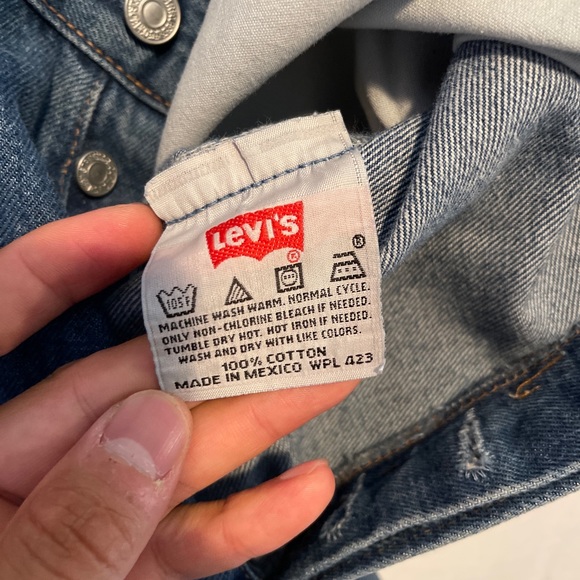 Levi's
®
®
105F
MACHINE WASH WARM. NORMAL CYCLE.
ONLY NON-CHLORINE BLEACH IF NEEDED.
TUMBLE DRY HOT. HOT IRON IF NEEDED.
WASH AND DRY WITH LIKE COLORS.
100% COTTON
MADE IN MEXICO WPL 423